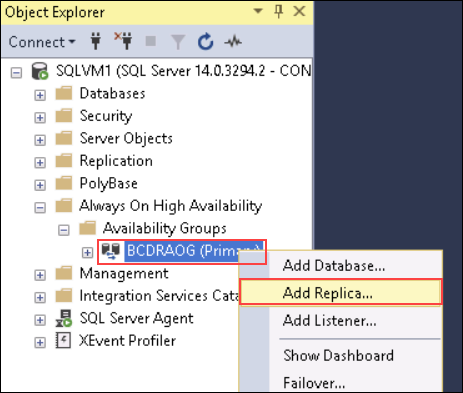 Object Explorer
Connect
SQLVM1 (SQL Server 14.0.3294.2 - CON
Databases
Security
Server Objects
Replication
PolyBase
Always On High Availability
Availability Groups
BCDRAOG (Primary)
Add Database...
Management
Add Replica...
Integration Services Cata
Add Listener...
SQL Server Agent
XEvent Profiler
Show Dashboard
Failover...